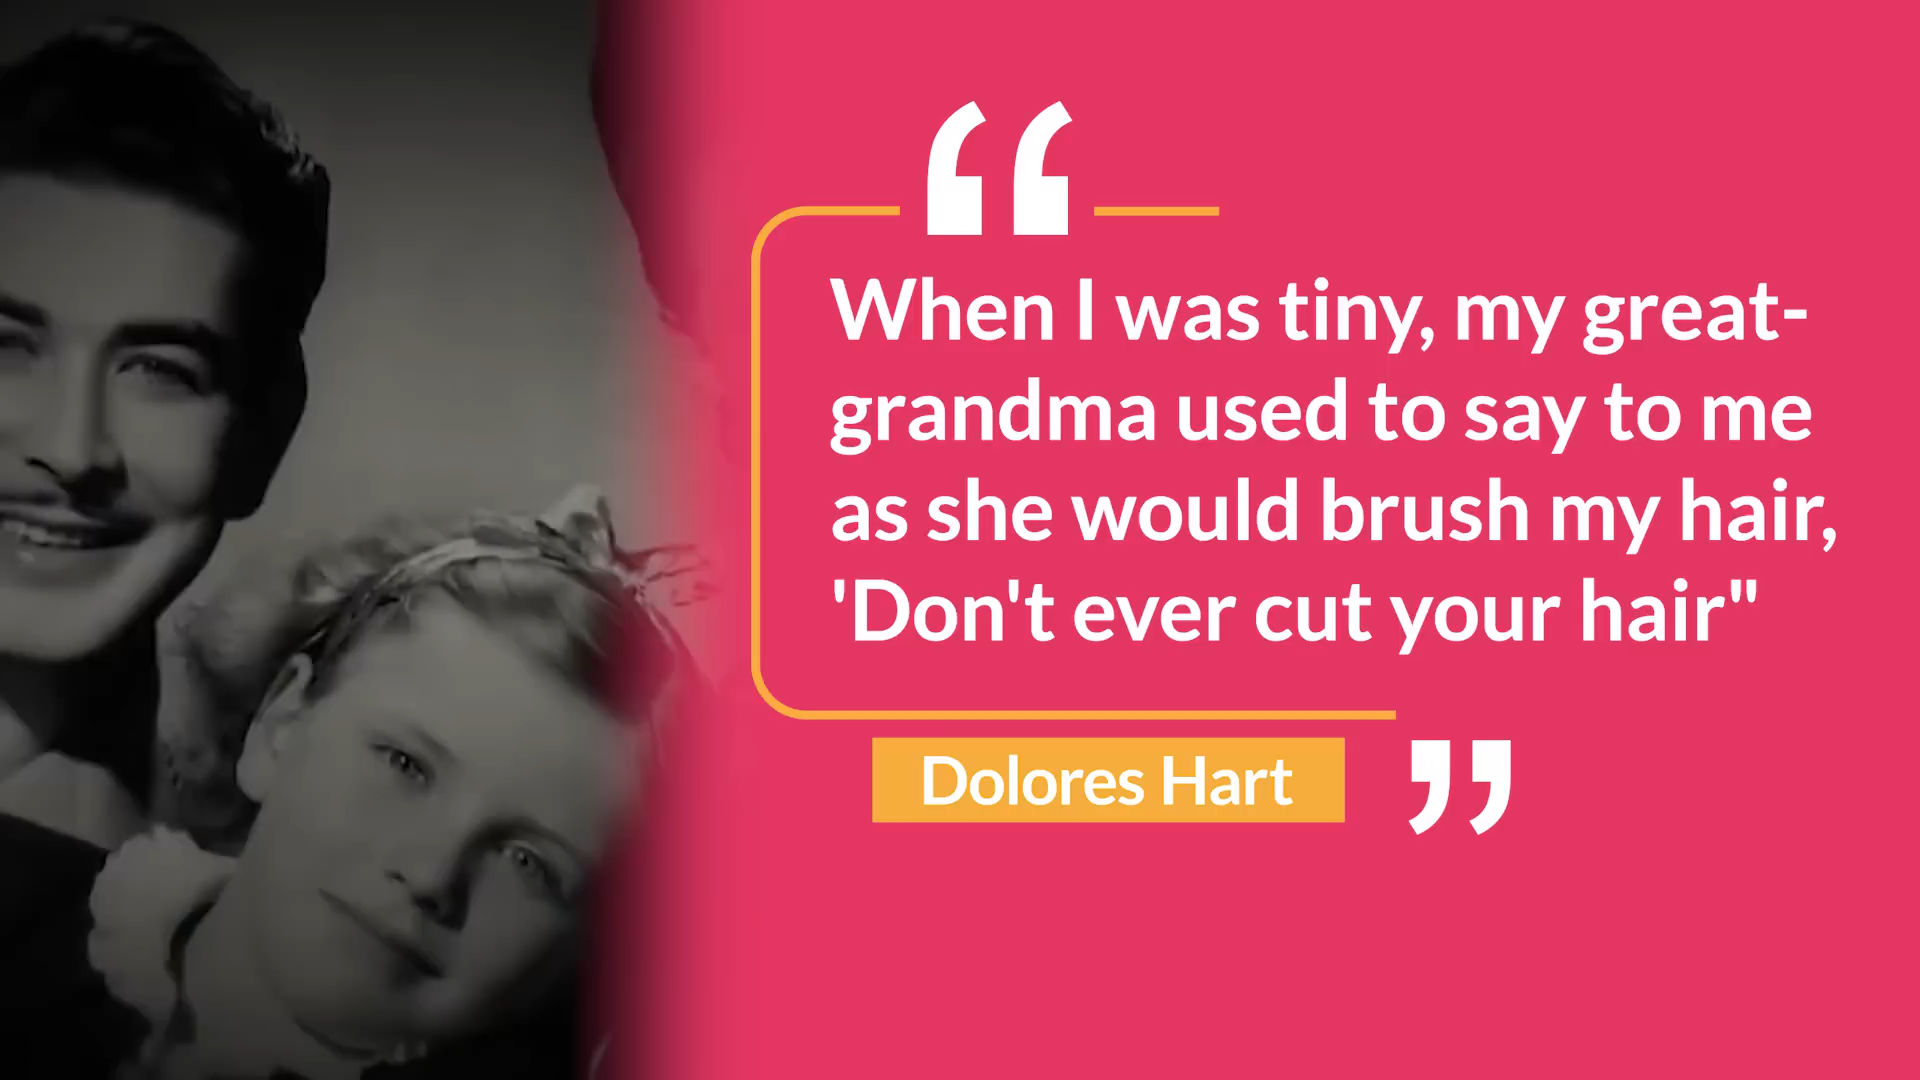 “
When I was tiny, my great-
grandma used to say to me
as she would brush my hair,
'Don't ever cut your hair"
Dolores Hart
”